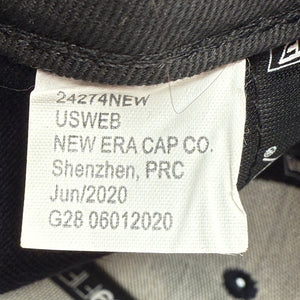 24274NEW
USWEB
NEW ERA CAP CO.
Shenzhen, PRC
Jun/2020
G28 06012020